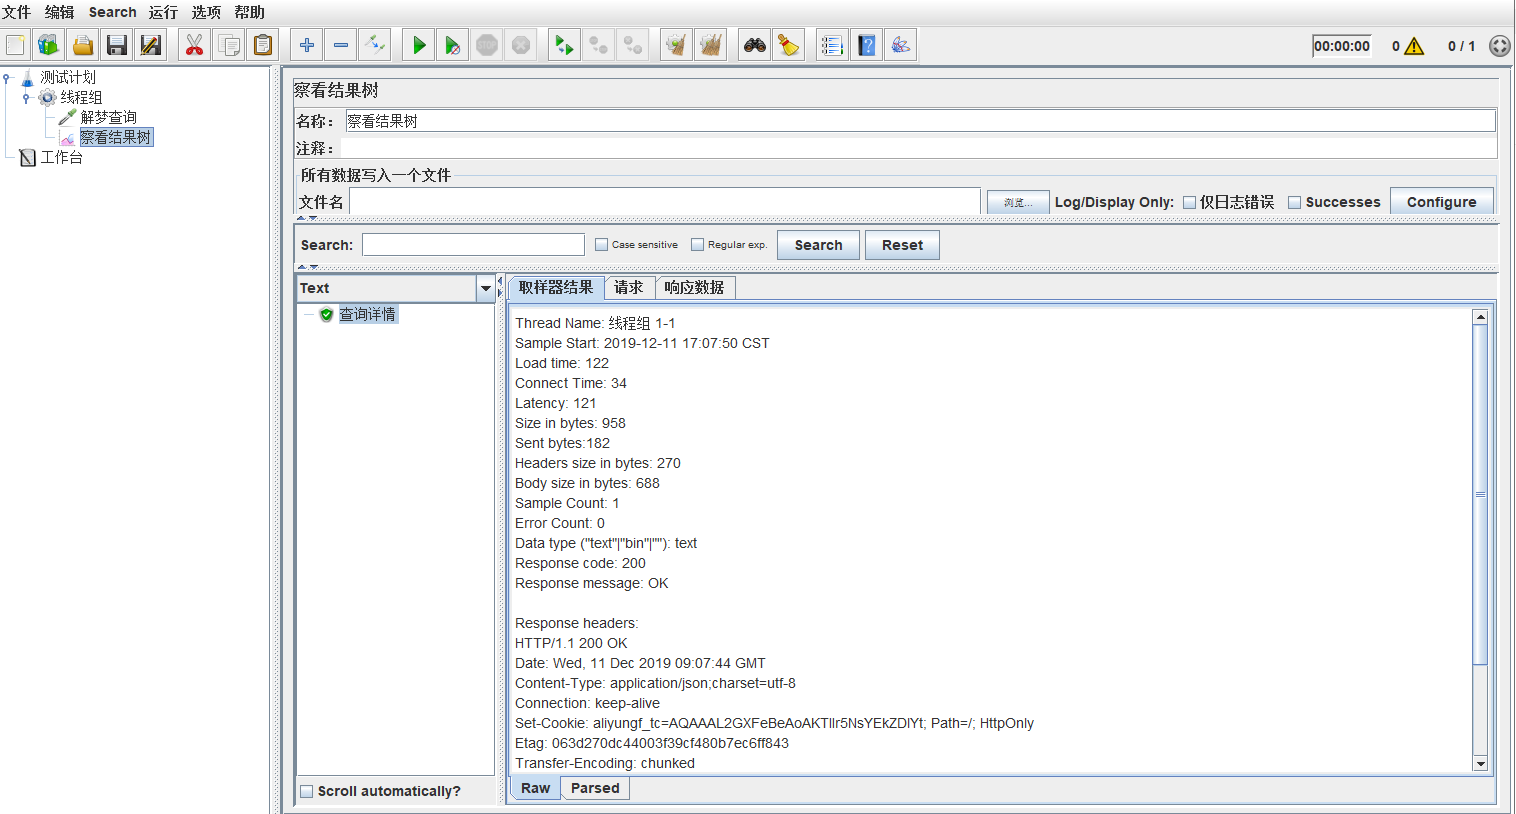 文件 编辑 Search 运行 选项 帮助
00:00:00 0 0 / 1
测试计划
线程组
解梦查询
察看结果树
工作台
察看结果树
名称： 察看结果树
注释：
所有数据写入一个文件
文件名 浏览... Log/Display Only: 仅日志错误 Successes Configure
Search: Case sensitive Regular exp. Search Reset
Text
查询详情
Scroll automatically?
取样器结果 请求 响应数据
Thread Name: 线程组 1-1
Sample Start: 2019-12-11 17:07:50 CST
Load time: 122
Connect Time: 34
Latency: 121
Size in bytes: 958
Sent bytes:182
Headers size in bytes: 270
Body size in bytes: 688
Sample Count: 1
Error Count: 0
Data type ("text"|"bin"|""): text
Response code: 200
Response message: OK
Response headers:
HTTP/1.1 200 OK
Date: Wed, 11 Dec 2019 09:07:44 GMT
Content-Type: application/json;charset=utf-8
Connection: keep-alive
Set-Cookie: aliyungf_tc=AQAAAL2GXFeBeAoAKTIlr5NsYEkZDlYt; Path=/; HttpOnly
Etag: 063d270dc44003f39cf480b7ec6ff843
Transfer-Encoding: chunked
Raw Parsed